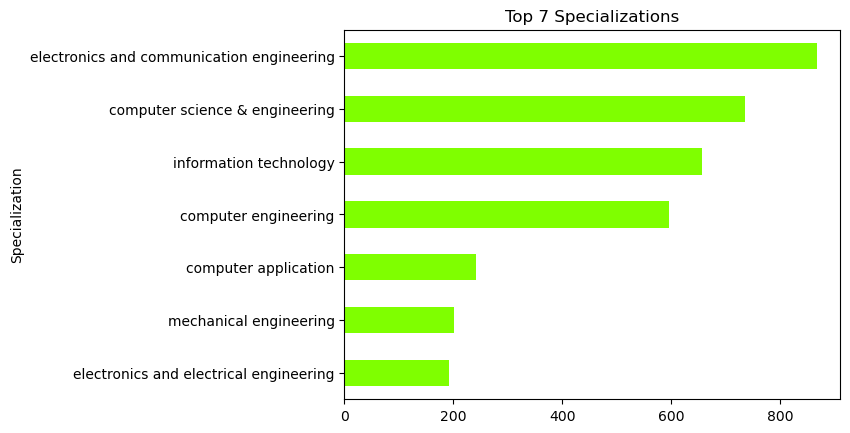 Top 7 Specializations
electronics and communication engineering
computer science & engineering
information technology
computer engineering
computer application
mechanical engineering
electronics and electrical engineering
Specialization
0 200 400 600 800